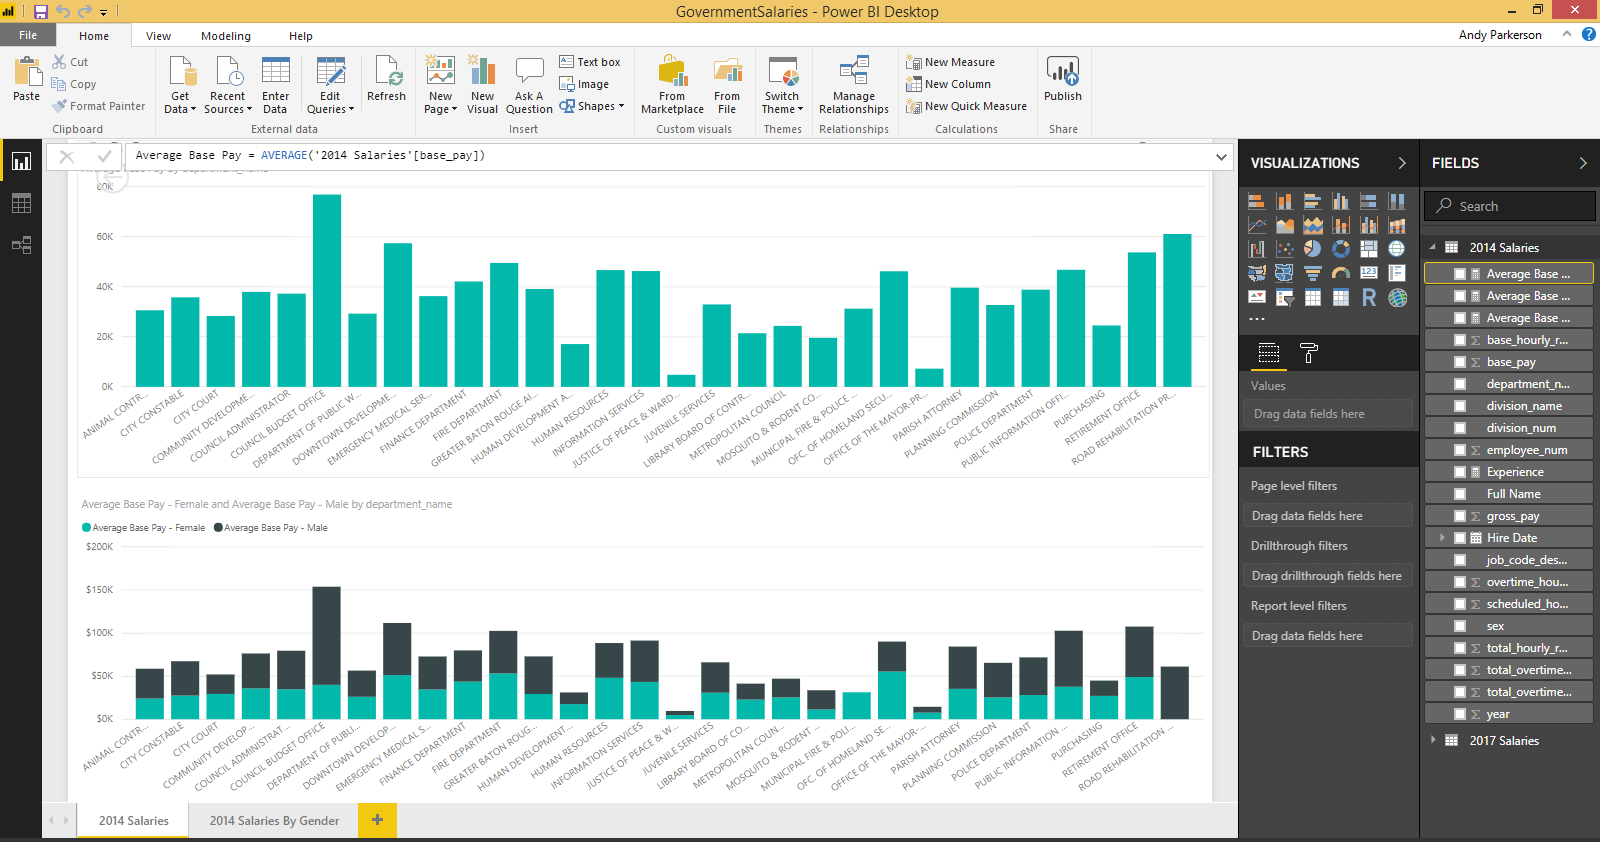 GovernmentSalaries - Power BI Desktop
File Home View Modeling Help Andy Parkerson
Paste
Cut
Copy
Format Painter
Get Data
Recent Sources
Enter Data
Edit Queries
Refresh
New Page
New Visual
Ask A Question
Text box
Image
Shapes
From Marketplace
From File
Switch Theme
Manage Relationships
New Measure
New Column
New Quick Measure
Publish
Clipboard External data Insert Custom visuals Themes Relationships Calculations Share
Average Base Pay = AVERAGE('2014 Salaries'[base_pay])
80K
60K
40K
20K
0K
ANIMAL CONTR...
CITY CONSTABLE
CITY COURT
COMMUNITY DEVELOPME...
COUNCIL ADMINISTRATOR
COUNCIL BUDGET OFFICE
DEPARTMENT OF PUBLIC W...
DOWNTOWN DEVELOPME...
EMERGENCY MEDICAL SER...
FINANCE DEPARTMENT
FIRE DEPARTMENT
GREATER BATON ROUGE AI...
HUMAN DEVELOPMENT A...
HUMAN RESOURCES
INFORMATION SERVICES
JUSTICE OF PEACE & WARD...
JUVENILE SERVICES
LIBRARY BOARD OF CONTR...
METROPOLITAN COUNCIL
MOSQUITO & RODENT CO...
MUNICIPAL FIRE & POLICE ...
OFC. OF HOMELAND SECU...
OFFICE OF THE MAYOR-PR...
PARISH ATTORNEY
PLANNING COMMISSION
POLICE DEPARTMENT
PUBLIC INFORMATION OFFI...
PURCHASING
RETIREMENT OFFICE
ROAD REHABILITATION PR...
Average Base Pay - Female and Average Base Pay - Male by department_name
Average Base Pay - Female Average Base Pay - Male
$200K
$150K
$100K
$50K
$0K
ANIMAL CONTR...
CITY CONSTABLE
CITY COURT
COMMUNITY DEVELOP...
COUNCIL ADMINISTRAT...
COUNCIL BUDGET OFFICE
DEPARTMENT OF PUBLI...
DOWNTOWN DEVELOP...
EMERGENCY MEDICAL S...
FINANCE DEPARTMENT
FIRE DEPARTMENT
GREATER BATON ROUG...
HUMAN DEVELOPMENT...
HUMAN RESOURCES
INFORMATION SERVICES
JUSTICE OF PEACE & W...
JUVENILE SERVICES
LIBRARY BOARD OF CO...
METROPOLITAN COUN...
MOSQUITO & RODENT ...
MUNICIPAL FIRE & POLI...
OFC. OF HOMELAND SE...
OFFICE OF THE MAYOR-...
PARISH ATTORNEY
PLANNING COMMISSION
POLICE DEPARTMENT
PUBLIC INFORMATION ...
PURCHASING
RETIREMENT OFFICE
ROAD REHABILITATION ...
2014 Salaries 2014 Salaries By Gender
VISUALIZATIONS
123
R
Values
Drag data fields here
FILTERS
Page level filters
Drag data fields here
Drillthrough filters
Drag drillthrough fields here
Report level filters
Drag data fields here
FIELDS
Search
2014 Salaries
Average Base ...
Average Base ...
Average Base ...
base_hourly_r...
base_pay
department_n...
division_name
division_num
employee_num
Experience
Full Name
gross_pay
Hire Date
job_code_des...
overtime_hou...
scheduled_ho...
sex
total_hourly_r...
total_overtime...
total_overtime...
year
2017 Salaries